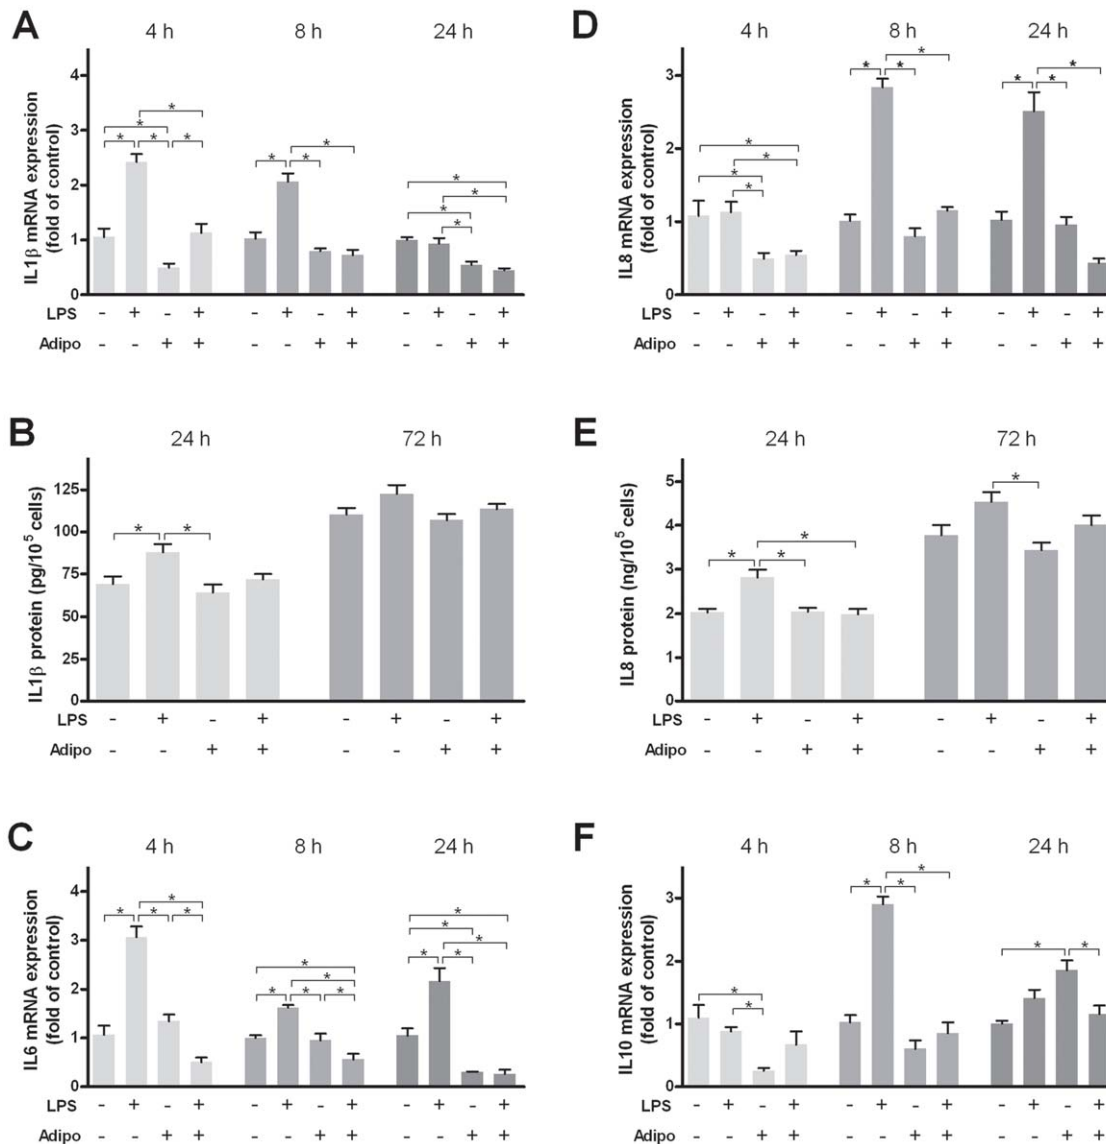 A
4 h 8 h 24 h
IL1β mRNA expression
(fold of control)
4
3
2
1
0
* * * * *
* * *
* * * * *
LPS - + - + - + - + - + - +
Adipo - - + + - - + + - - + +
B
24 h 72 h
IL1β protein (pg/10⁵ cells)
125
100
75
50
25
0
* *
LPS - + - + - + - +
Adipo - - + + - - + +
C
4 h 8 h 24 h
IL6 mRNA expression
(fold of control)
4
3
2
1
0
* * * *
* * * * *
* * * * *
LPS - + - + - + - + - + - +
Adipo - - + + - - + + - - + +
D
4 h 8 h 24 h
IL8 mRNA expression
(fold of control)
3
2
1
0
* * * *
* * *
* * *
LPS - + - + - + - + - + - +
Adipo - - + + - - + + - - + +
E
24 h 72 h
IL8 protein (ng/10⁵ cells)
5
4
3
2
1
0
* * *
*
LPS - + - + - + - +
Adipo - - + + - - + +
F
4 h 8 h 24 h
IL10 mRNA expression
(fold of control)
3
2
1
0
* *
* * *
* *
LPS - + - + - + - + - + - +
Adipo - - + + - - + + - - + +